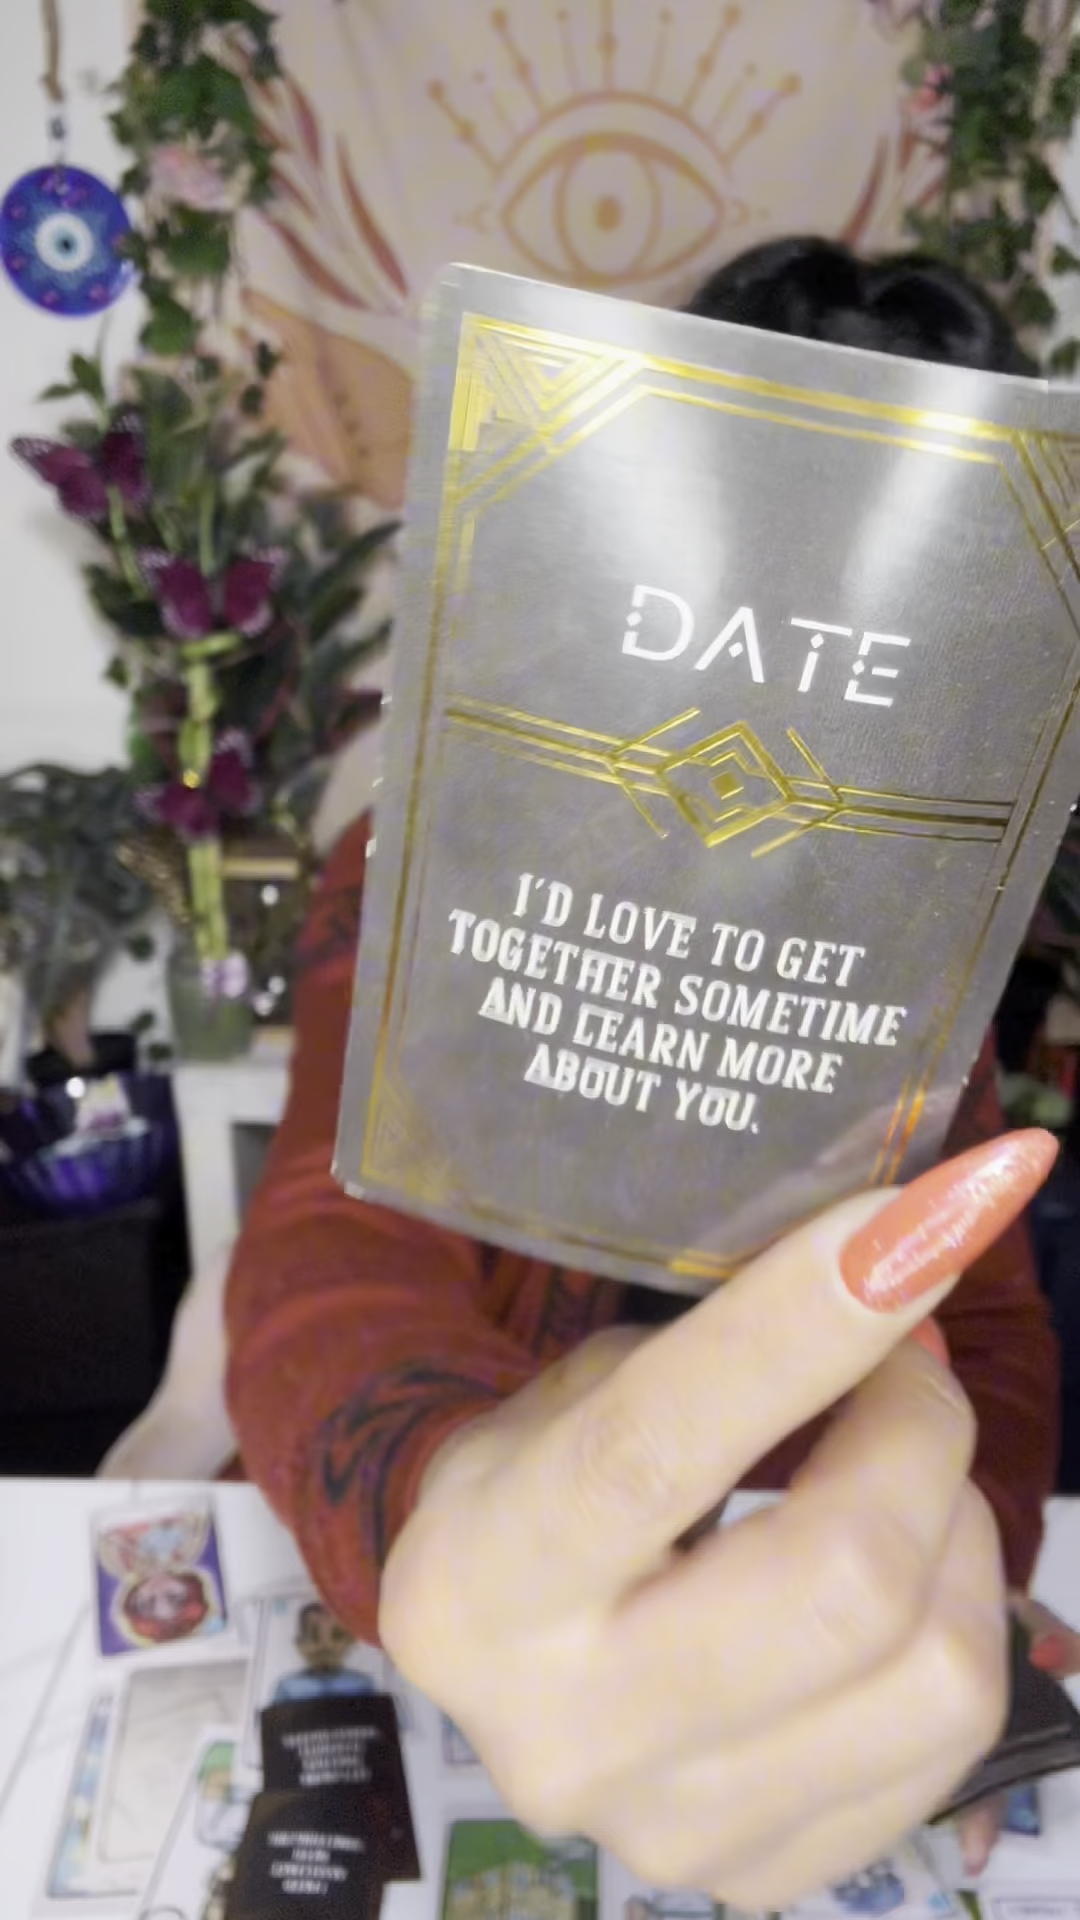 DATE
I'D LOVE TO GET
TOGETHER SOMETIME
AND LEARN MORE
ABOUT YOU.